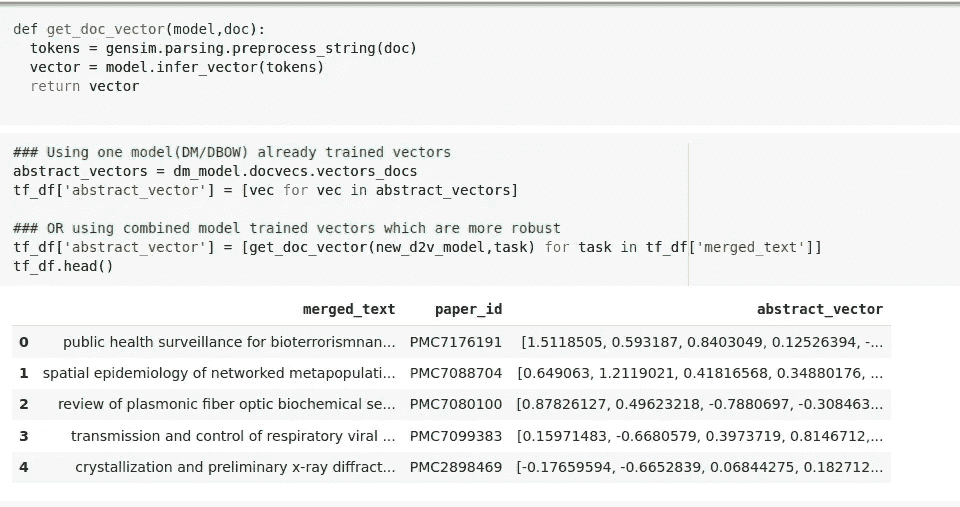 def get_doc_vector(model,doc):
  tokens = gensim.parsing.preprocess_string(doc)
  vector = model.infer_vector(tokens)
  return vector
### Using one model(DM/DBOW) already trained vectors
abstract_vectors = dm_model.docvecs.vectors_docs
tf_df['abstract_vector'] = [vec for vec in abstract_vectors]
### OR using combined model trained vectors which are more robust
tf_df['abstract_vector'] = [get_doc_vector(new_d2v_model,task) for task in tf_df['merged_text']]
tf_df.head()
merged_text paper_id abstract_vector
0 public health surveillance for bioterrorismnan... PMC7176191 [1.5118505, 0.593187, 0.8403049, 0.12526394, -...
1 spatial epidemiology of networked metapopulati... PMC7088704 [0.649063, 1.2119021, 0.41816568, 0.34880176, ...
2 review of plasmonic fiber optic biochemical se... PMC7080100 [0.87826127, 0.49623218, -0.7880697, -0.308463...
3 transmission and control of respiratory viral ... PMC7099383 [0.15971483, -0.6680579, 0.3973719, 0.8146712,...
4 crystallization and preliminary x-ray diffract... PMC2898469 [-0.17659594, -0.6652839, 0.06844275, 0.182712...